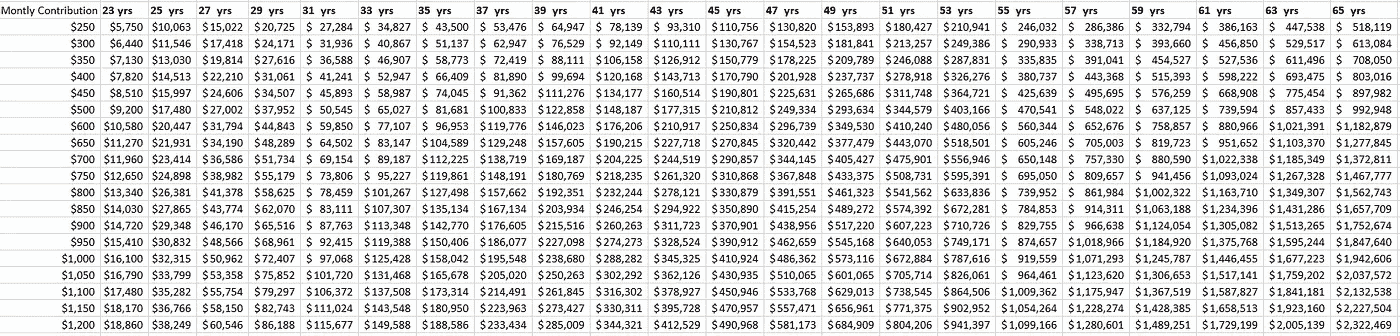 Montly Contribution 23 yrs 25 yrs 27 yrs 29 yrs 31 yrs 33 yrs 35 yrs 37 yrs 39 yrs 41 yrs 43 yrs 45 yrs 47 yrs 49 yrs 51 yrs 53 yrs 55 yrs 57 yrs 59 yrs 61 yrs 63 yrs 65 yrs
$250 $5,750 $10,063 $15,022 $20,725 $ 27,284 $ 34,827 $ 43,500 $ 53,476 $ 64,947 $ 78,139 $ 93,310 $110,756 $130,820 $153,893 $180,427 $210,941 $ 246,032 $ 286,386 $ 332,794 $ 386,163 $ 447,538 $ 518,119
$300 $6,440 $11,546 $17,418 $24,171 $ 31,936 $ 40,867 $ 51,137 $ 62,947 $ 76,529 $ 92,149 $110,111 $130,767 $154,523 $181,841 $213,257 $249,386 $ 290,933 $ 338,713 $ 393,660 $ 456,850 $ 529,517 $ 613,084
$350 $7,130 $13,030 $19,814 $27,616 $ 36,588 $ 46,907 $ 58,773 $ 72,419 $ 88,111 $106,158 $126,912 $150,779 $178,225 $209,789 $246,088 $287,831 $ 335,835 $ 391,041 $ 454,527 $ 527,536 $ 611,496 $ 708,050
$400 $7,820 $14,513 $22,210 $31,061 $ 41,241 $ 52,947 $ 66,409 $ 81,890 $ 99,694 $120,168 $143,713 $170,790 $201,928 $237,737 $278,918 $326,276 $ 380,737 $ 443,368 $ 515,393 $ 598,222 $ 693,475 $ 803,016
$450 $8,510 $15,997 $24,606 $34,507 $ 45,893 $ 58,987 $ 74,045 $ 91,362 $111,276 $134,177 $160,514 $190,801 $225,631 $265,686 $311,748 $364,721 $ 425,639 $ 495,695 $ 576,259 $ 668,908 $ 775,454 $ 897,982
$500 $9,200 $17,480 $27,002 $37,952 $ 50,545 $ 65,027 $ 81,681 $100,833 $122,858 $148,187 $177,315 $210,812 $249,334 $293,634 $344,579 $403,166 $ 470,541 $ 548,022 $ 637,125 $ 739,594 $ 857,433 $ 992,948
$600 $10,580 $20,447 $31,794 $44,843 $ 59,850 $ 77,107 $ 96,953 $119,776 $146,023 $176,206 $210,917 $250,834 $296,739 $349,530 $410,240 $480,056 $ 560,344 $ 652,676 $ 758,857 $ 880,966 $1,021,391 $1,182,879
$650 $11,270 $21,931 $34,190 $48,289 $ 64,502 $ 83,147 $104,589 $129,248 $157,605 $190,215 $227,718 $270,845 $320,442 $377,479 $443,070 $518,501 $ 605,246 $ 705,003 $ 819,723 $ 951,652 $1,103,370 $1,277,845
$700 $11,960 $23,414 $36,586 $51,734 $ 69,154 $ 89,187 $112,225 $138,719 $169,187 $204,225 $244,519 $290,857 $344,145 $405,427 $475,901 $556,946 $ 650,148 $ 757,330 $ 880,590 $1,022,338 $1,185,349 $1,372,811
$750 $12,650 $24,898 $38,982 $55,179 $ 73,806 $ 95,227 $119,861 $148,191 $180,769 $218,235 $261,320 $310,868 $367,848 $433,375 $508,731 $595,391 $ 695,050 $ 809,657 $ 941,456 $1,093,024 $1,267,328 $1,467,777
$800 $13,340 $26,381 $41,378 $58,625 $ 78,459 $101,267 $127,498 $157,662 $192,351 $232,244 $278,121 $330,879 $391,551 $461,323 $541,562 $633,836 $ 739,952 $ 861,984 $1,002,322 $1,163,710 $1,349,307 $1,562,743
$850 $14,030 $27,865 $43,774 $62,070 $ 83,111 $107,307 $135,134 $167,134 $203,934 $246,254 $294,922 $350,890 $415,254 $489,272 $574,392 $672,281 $ 784,853 $ 914,311 $1,063,188 $1,234,396 $1,431,286 $1,657,709
$900 $14,720 $29,348 $46,170 $65,516 $ 87,763 $113,348 $142,770 $176,605 $215,516 $260,263 $311,723 $370,901 $438,956 $517,220 $607,223 $710,726 $ 829,755 $ 966,638 $1,124,054 $1,305,082 $1,513,265 $1,752,674
$950 $15,410 $30,832 $48,566 $68,961 $ 92,415 $119,388 $150,406 $186,077 $227,098 $274,273 $328,524 $390,912 $462,659 $545,168 $640,053 $749,171 $ 874,657 $1,018,966 $1,184,920 $1,375,768 $1,595,244 $1,847,640
$1,000 $16,100 $32,315 $50,962 $72,407 $ 97,068 $125,428 $158,042 $195,548 $238,680 $288,282 $345,325 $410,924 $486,362 $573,116 $672,884 $787,616 $ 919,559 $1,071,293 $1,245,787 $1,446,455 $1,677,223 $1,942,606
$1,050 $16,790 $33,799 $53,358 $75,852 $101,720 $131,468 $165,678 $205,020 $250,263 $302,292 $362,126 $430,935 $510,065 $601,065 $705,714 $826,061 $ 964,461 $1,123,620 $1,306,653 $1,517,141 $1,759,202 $2,037,572
$1,100 $17,480 $35,282 $55,754 $79,297 $106,372 $137,508 $173,314 $214,491 $261,845 $316,302 $378,927 $450,946 $533,768 $629,013 $738,545 $864,506 $1,009,362 $1,175,947 $1,367,519 $1,587,827 $1,841,181 $2,132,538
$1,150 $18,170 $36,766 $58,150 $82,743 $111,024 $143,548 $180,950 $223,963 $273,427 $330,311 $395,728 $470,957 $557,471 $656,961 $771,375 $902,952 $1,054,264 $1,228,274 $1,428,385 $1,658,513 $1,923,160 $2,227,504
$1,200 $18,860 $38,249 $60,546 $86,188 $115,677 $149,588 $188,586 $233,434 $285,009 $344,321 $412,529 $490,968 $581,173 $684,909 $804,206 $941,397 $1,099,166 $1,280,601 $1,489,251 $1,729,199 $2,005,139